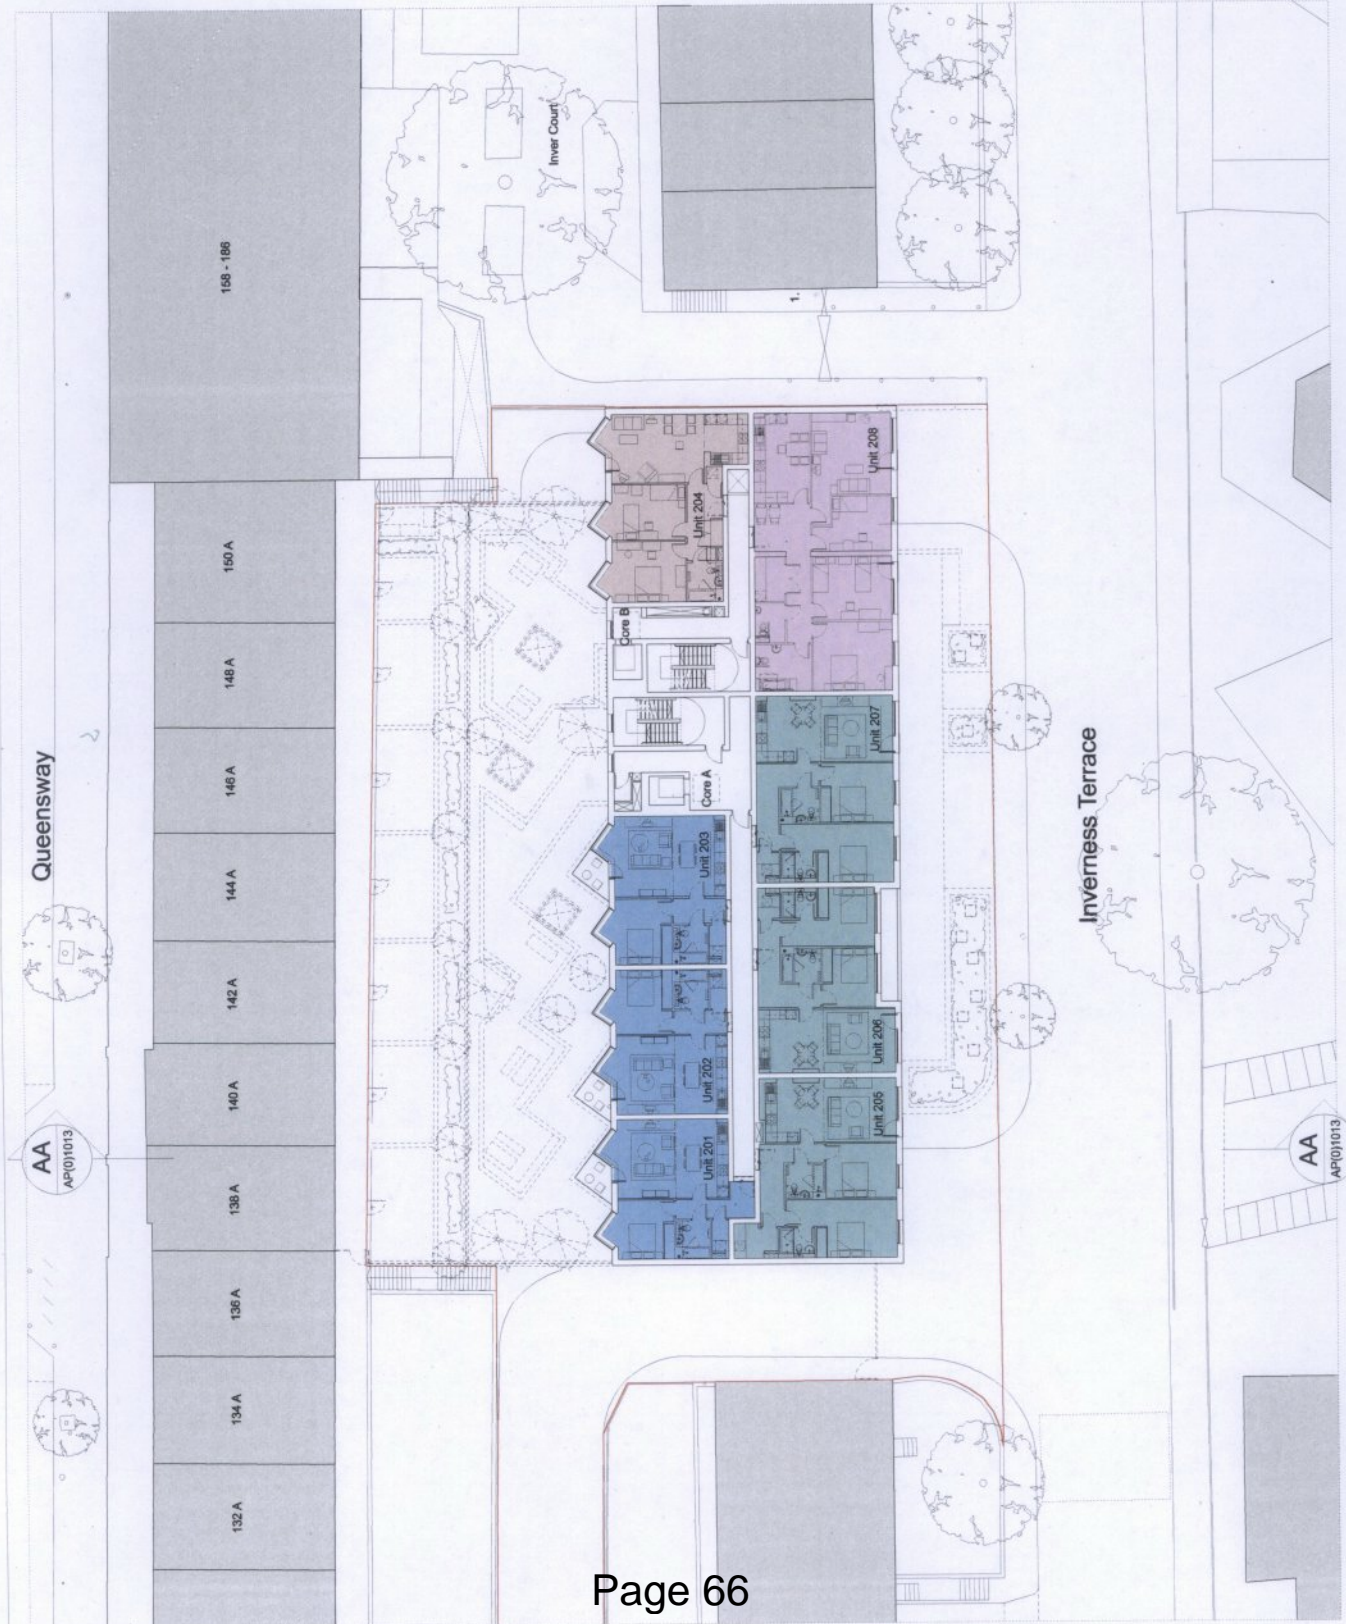 Queensway
158 - 186
150 A
148 A
146 A
144 A
142 A
140 A
138 A
136 A
134 A
132 A
AA
AP(0)1013
Inver Court
1.
Unit 204
Unit 208
Core B
Core A
Unit 207
Unit 203
Unit 202
Unit 206
Unit 201
Unit 205
Inverness Terrace
AA
AP(0)1013
Page 66